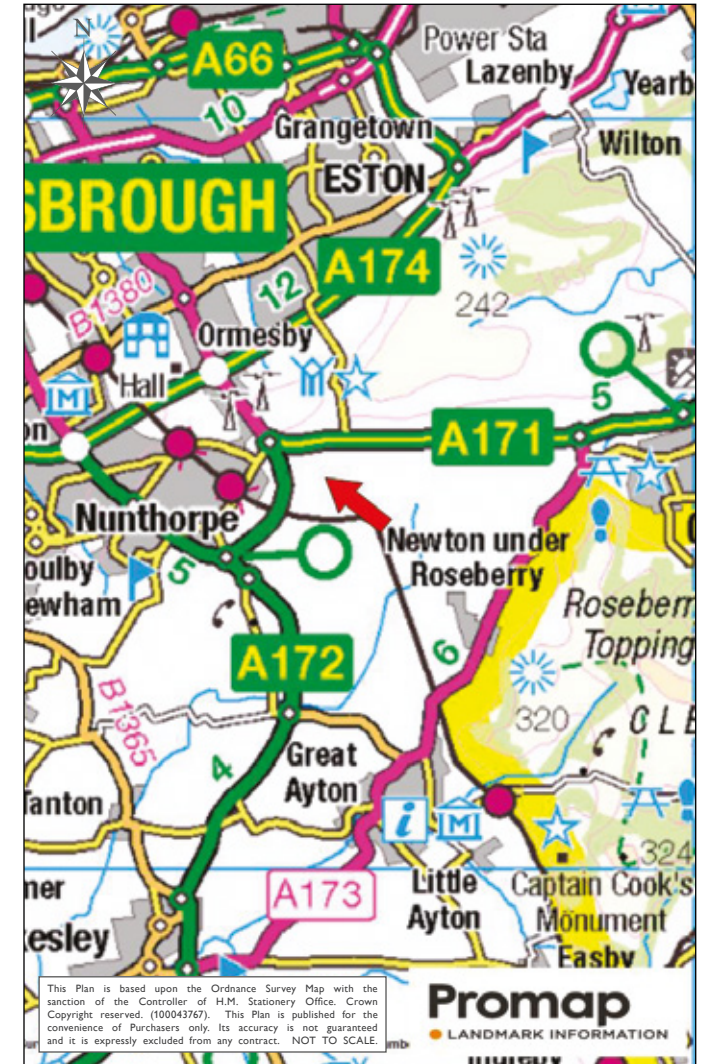 N
Power Sta
A66
Lazenby
Yearb
10
Grangetown
Wilton
ESTON
SBROUGH
A174
12
242
B1380
Ormesby
Hall
M
5
on
A171
Nunthorpe
Newton under
Roseberry
5
oulby
ewham
Roseberr
Topping
6
A172
B1365
320
CLE
Great
Ayton
4
Tanton
i
M
324
mer
A173
Little
Ayton
Captain Cook's
Monument
esley
Easby
This Plan is based upon the Ordnance Survey Map with the
sanction of the Controller of H.M. Stationery Office. Crown
Copyright reserved. (100043767). This Plan is published for the
convenience of Purchasers only. Its accuracy is not guaranteed
and it is expressly excluded from any contract. NOT TO SCALE.
Promap
LANDMARK INFORMATION